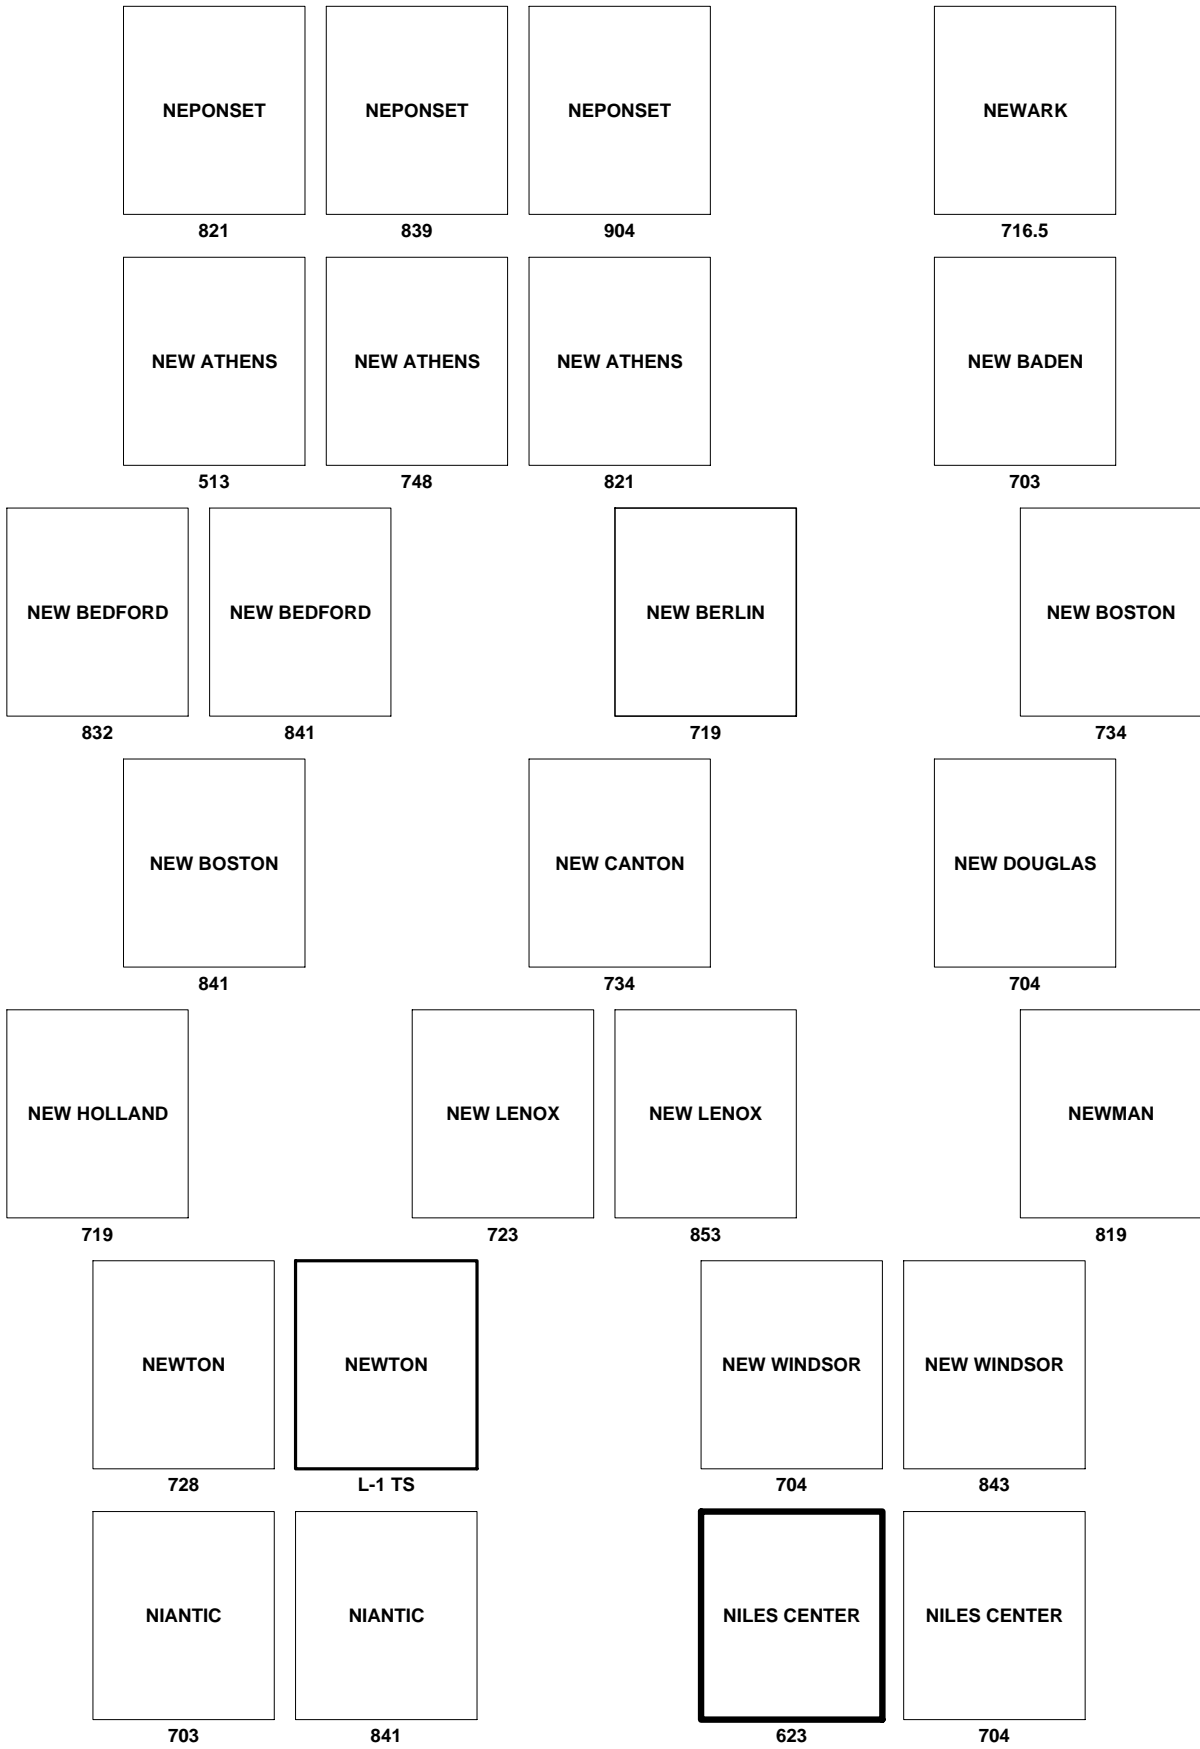 NEPONSET NEPONSET NEPONSET NEWARK
821 839 904 716.5
NEW ATHENS NEW ATHENS NEW ATHENS NEW BADEN
513 748 821 703
NEW BEDFORD NEW BEDFORD NEW BERLIN NEW BOSTON
832 841 719 734
NEW BOSTON NEW CANTON NEW DOUGLAS
841 734 704
NEW HOLLAND NEW LENOX NEW LENOX NEWMAN
719 723 853 819
NEWTON NEWTON NEW WINDSOR NEW WINDSOR
728 L-1 TS 704 843
NIANTIC NIANTIC NILES CENTER NILES CENTER
703 841 623 704